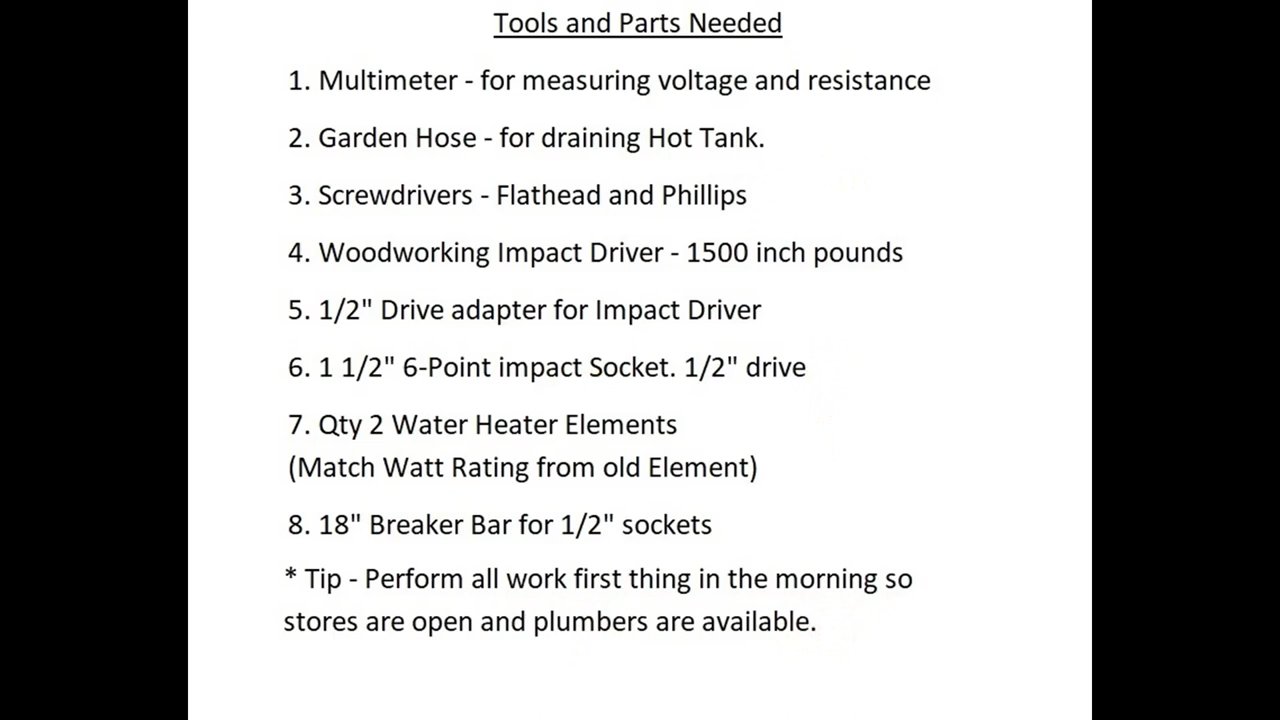 Tools and Parts Needed
1. Multimeter - for measuring voltage and resistance
2. Garden Hose - for draining Hot Tank.
3. Screwdrivers - Flathead and Phillips
4. Woodworking Impact Driver - 1500 inch pounds
5. 1/2" Drive adapter for Impact Driver
6. 1 1/2" 6-Point impact Socket. 1/2" drive
7. Qty 2 Water Heater Elements
(Match Watt Rating from old Element)
8. 18" Breaker Bar for 1/2" sockets
* Tip - Perform all work first thing in the morning so
stores are open and plumbers are available.